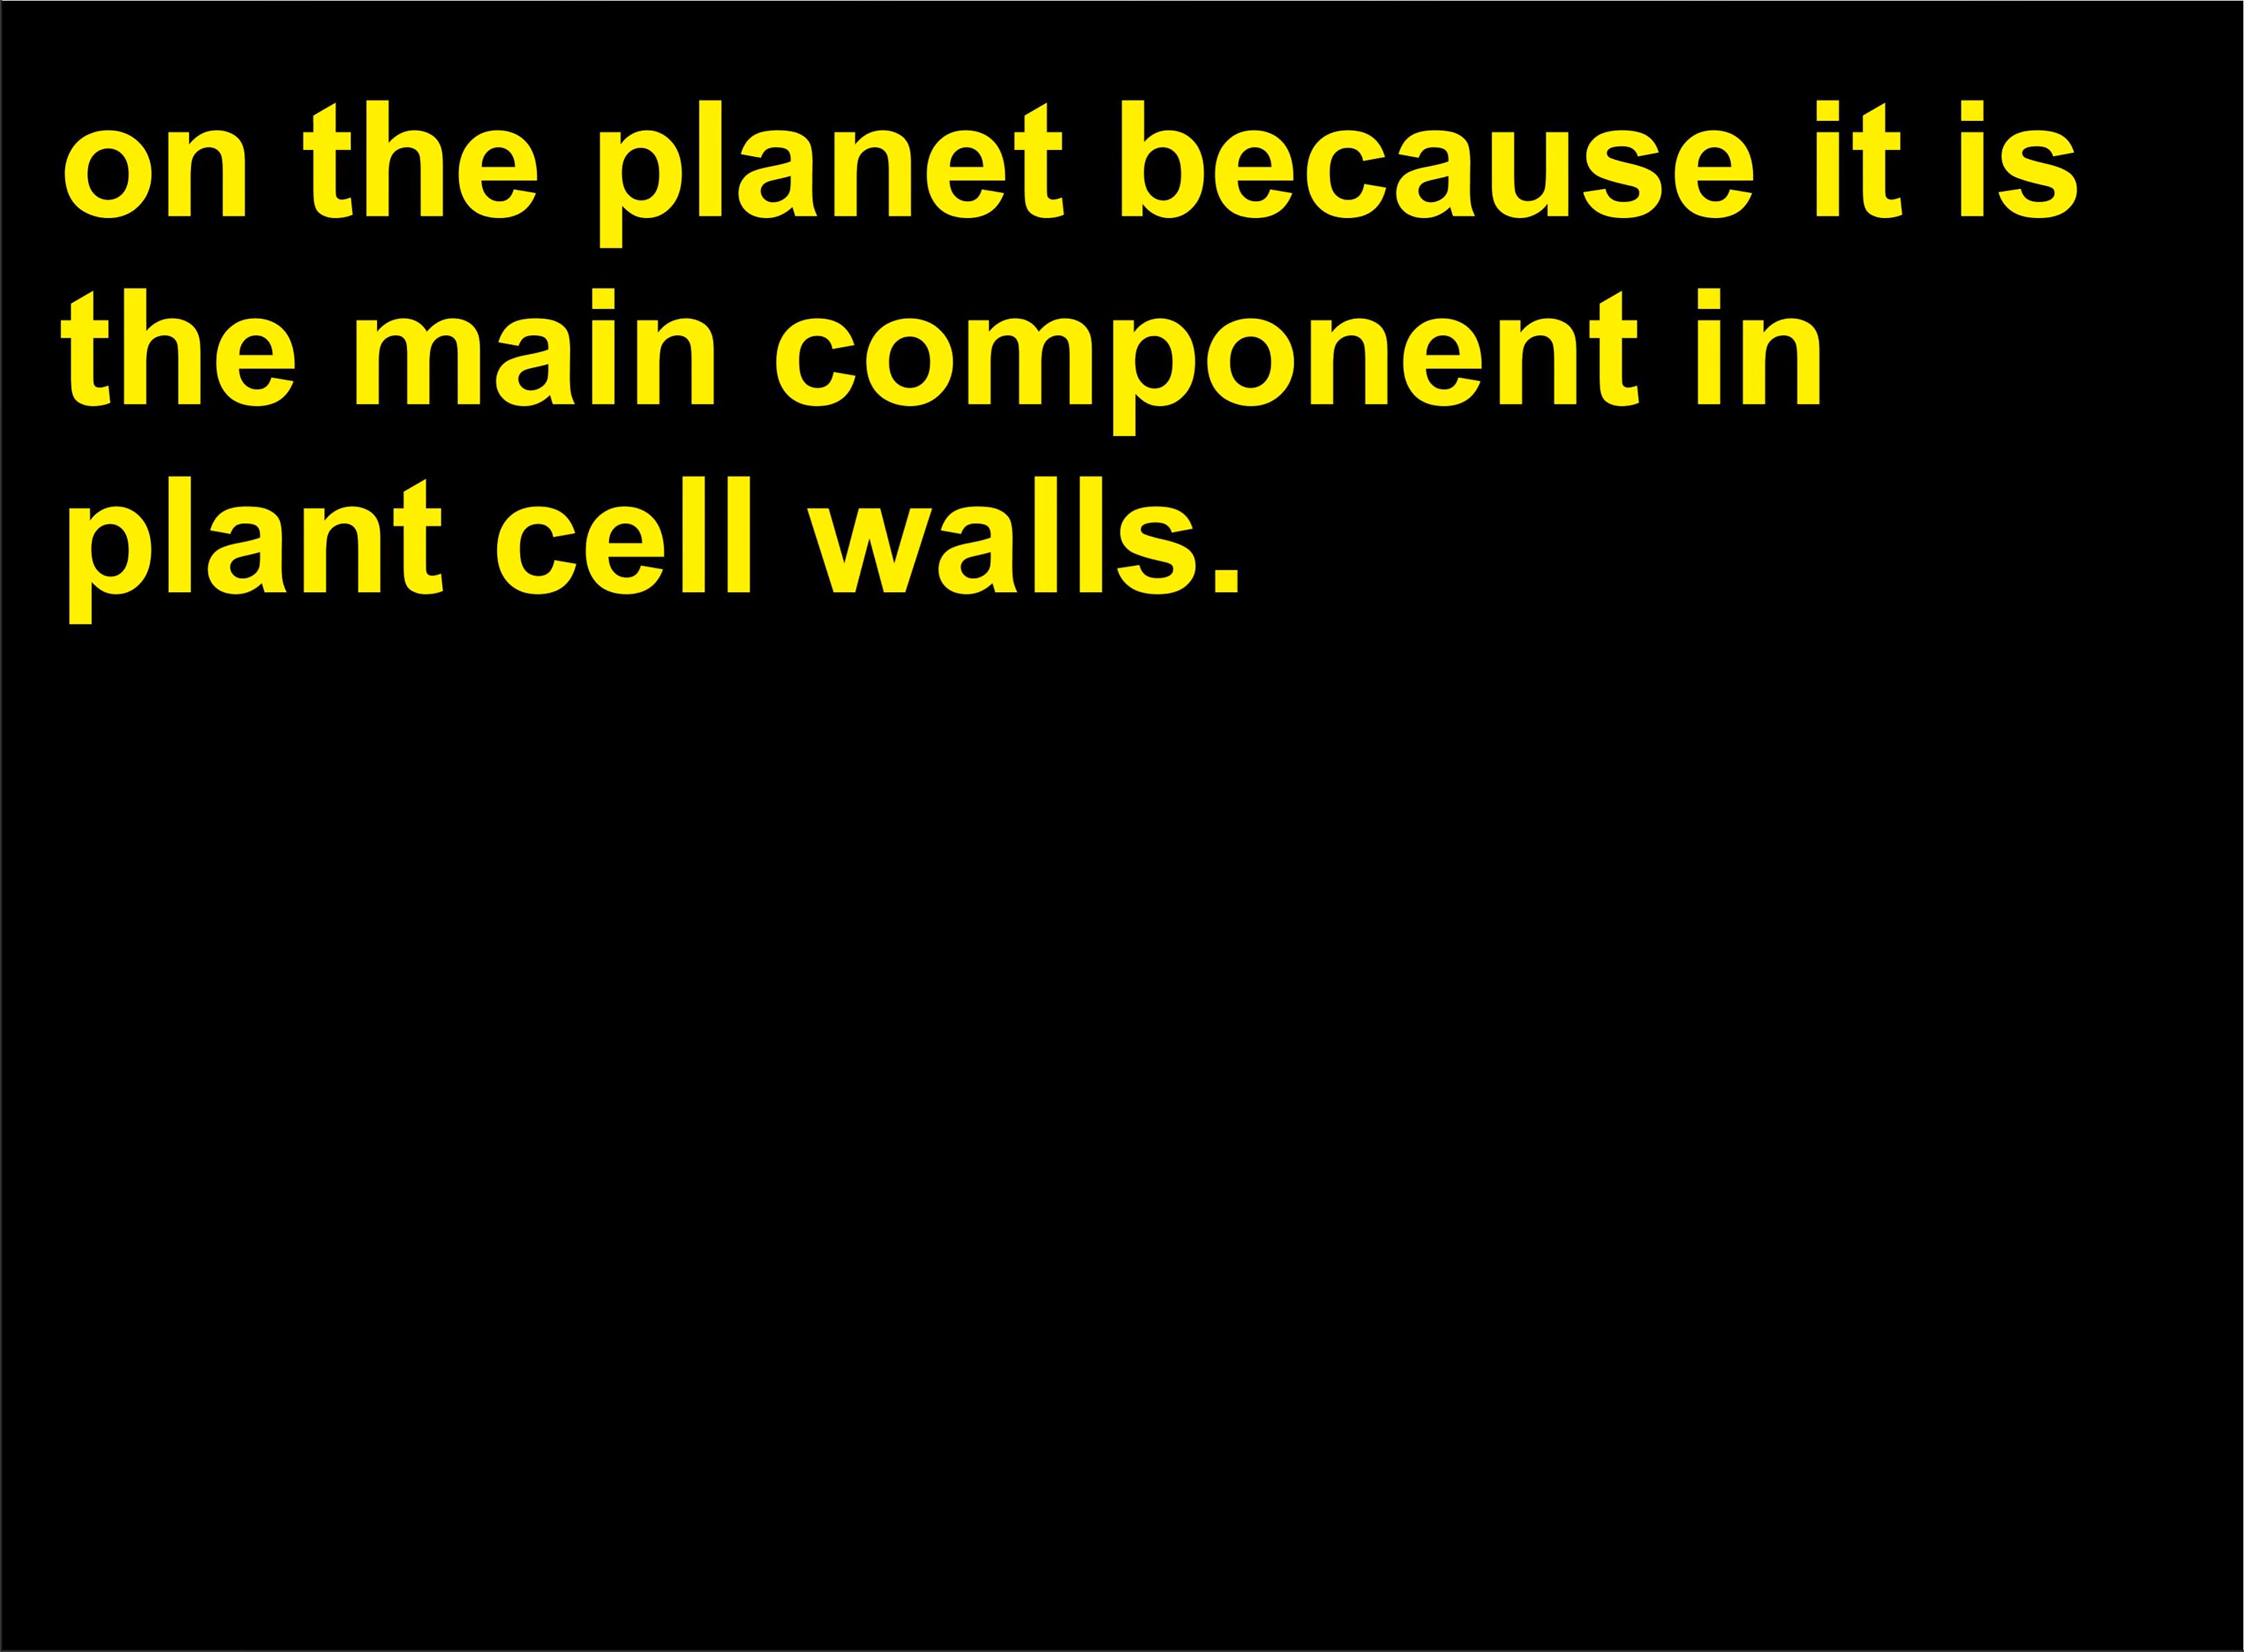 on the planet because it is
the main component in
plant cell walls.